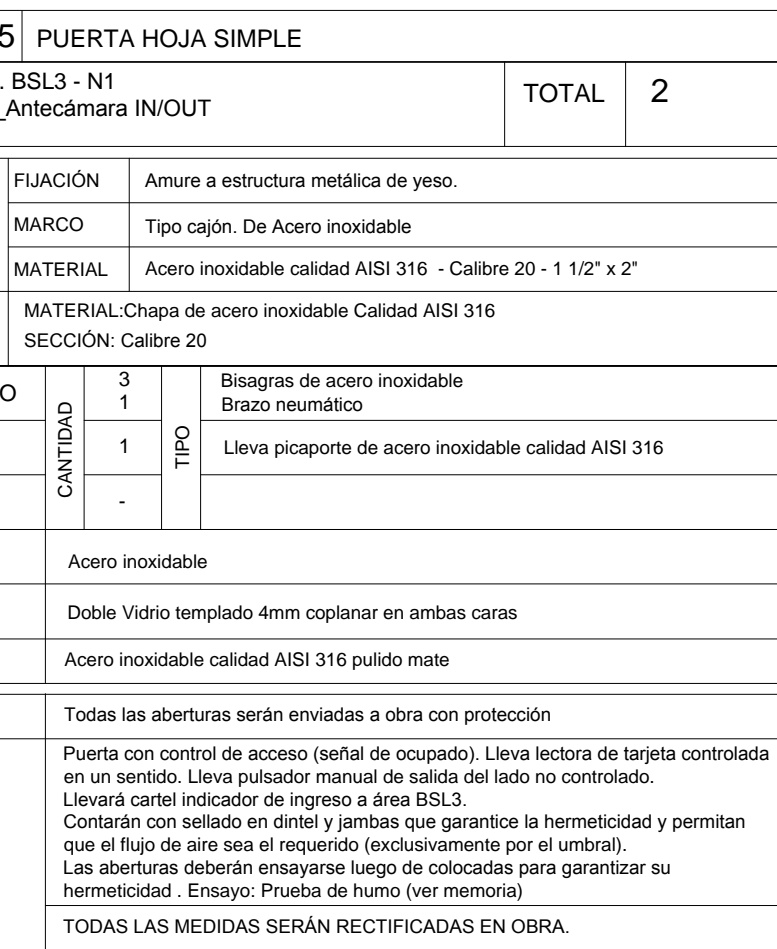 5 PUERTA HOJA SIMPLE
. BSL3 - N1
_Antecámara IN/OUT
TOTAL 2
FIJACIÓN Amure a estructura metálica de yeso.
MARCO Tipo cajón. De Acero inoxidable
MATERIAL Acero inoxidable calidad AISI 316 - Calibre 20 - 1 1/2" x 2"
MATERIAL:Chapa de acero inoxidable Calidad AISI 316
SECCIÓN: Calibre 20
O
CANTIDAD
TIPO
3 Bisagras de acero inoxidable
1 Brazo neumático
1 Lleva picaporte de acero inoxidable calidad AISI 316
-
Acero inoxidable
Doble Vidrio templado 4mm coplanar en ambas caras
Acero inoxidable calidad AISI 316 pulido mate
Todas las aberturas serán enviadas a obra con protección
Puerta con control de acceso (señal de ocupado). Lleva lectora de tarjeta controlada
en un sentido. Lleva pulsador manual de salida del lado no controlado.
Llevará cartel indicador de ingreso a área BSL3.
Contarán con sellado en dintel y jambas que garantice la hermeticidad y permitan
que el flujo de aire sea el requerido (exclusivamente por el umbral).
Las aberturas deberán ensayarse luego de colocadas para garantizar su
hermeticidad . Ensayo: Prueba de humo (ver memoria)
TODAS LAS MEDIDAS SERÁN RECTIFICADAS EN OBRA.